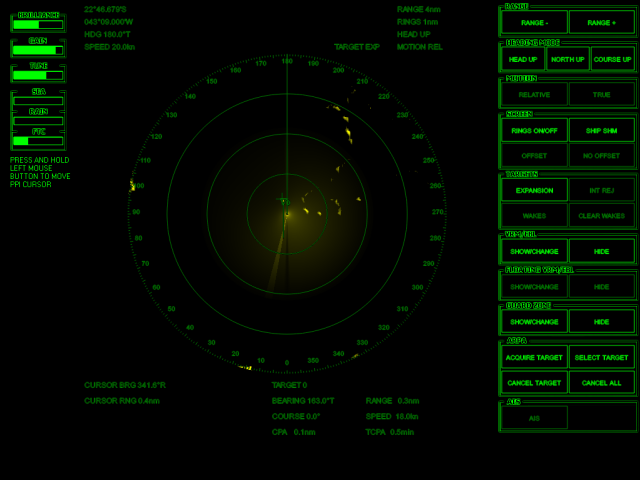 BRILLIANCE
GAIN
TUNE
SEA
RAIN
FTC
PRESS AND HOLD
LEFT MOUSE
BUTTON TO MOVE
PPI CURSOR
22°46.679'S
043°09.000'W
HDG 180.0°T
SPEED 20.0kn
TARGET EXP
RANGE 4nm
RINGS 1nm
HEAD UP
MOTION REL
180
190
200
210
220
230
240
250
260
270
280
290
300
310
320
330
340
350
0
10
20
30
40
50
60
70
80
90
100
110
120
130
140
150
160
170
CURSOR BRG 341.6°R
CURSOR RNG 0.4nm
TARGET 0
BEARING 163.0°T
RANGE 0.3nm
COURSE 0.0°
SPEED 10.0kn
CPA 0.1nm
TCPA 0.5min
RANGE
RANGE -
RANGE +
HEADING MODE
HEAD UP
NORTH UP
COURSE UP
MOTION
RELATIVE
TRUE
SCREEN
RINGS ON/OFF
SHIP SHM
OFFSET
NO OFFSET
TARGETS
EXPANSION
INT REJ
WAKES
CLEAR WAKES
VRM/EBL
SHOW/CHANGE
HIDE
FLOATING VRM/EBL
SHOW/CHANGE
HIDE
GUARD ZONE
SHOW/CHANGE
HIDE
ARPA
ACQUIRE TARGET
SELECT TARGET
CANCEL TARGET
CANCEL ALL
AIS
AIS